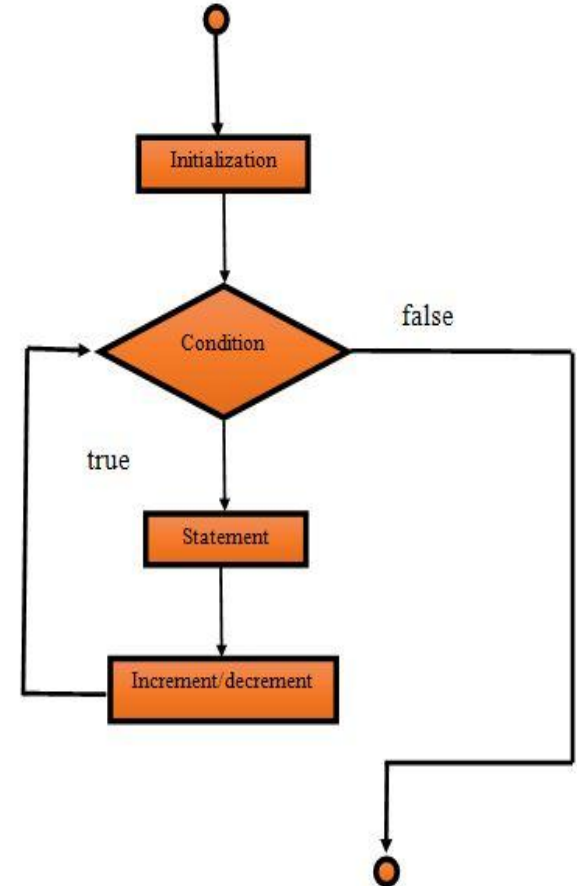 Initialization
false
Condition
true
Statement
Increment/decrement